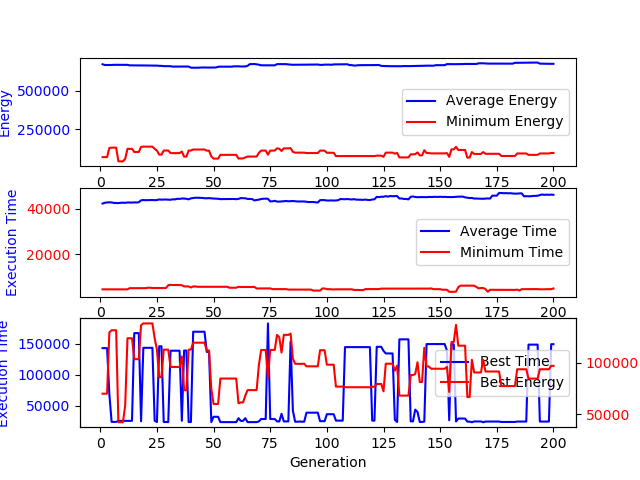 500000
250000
Energy
Average Energy
Minimum Energy
0 25 50 75 100 125 150 175 200
40000
20000
Execution Time
Average Time
Minimum Time
0 25 50 75 100 125 150 175 200
150000
100000
50000
Execution Time
Best Time
Best Energy
100000
50000
0 25 50 75 100 125 150 175 200
Generation